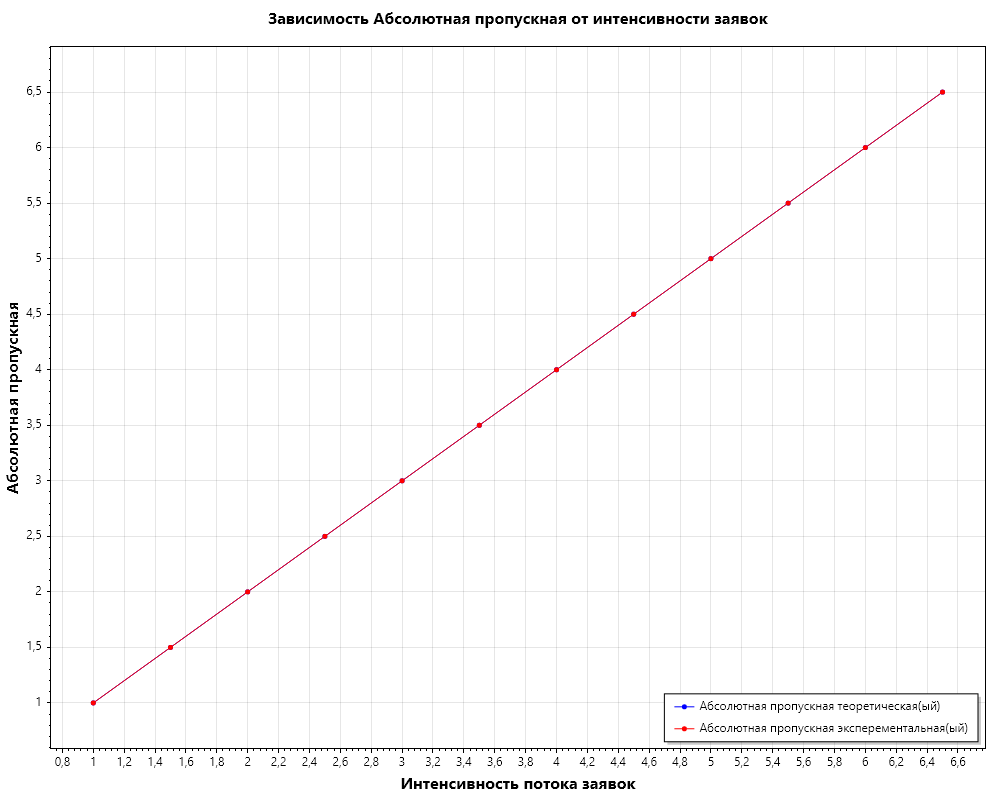 Зависимость Абсолютная пропускная от интенсивности заявок
Абсолютная пропускная
6,5
6
5,5
5
4,5
4
3,5
3
2,5
2
1,5
1
Абсолютная пропускная теоретическая(ый)
Абсолютная пропускная эксперементальная(ый)
0,8 1 1,2 1,4 1,6 1,8 2 2,2 2,4 2,6 2,8 3 3,2 3,4 3,6 3,8 4 4,2 4,4 4,6 4,8 5 5,2 5,4 5,6 5,8 6 6,2 6,4 6,6
Интенсивность потока заявок